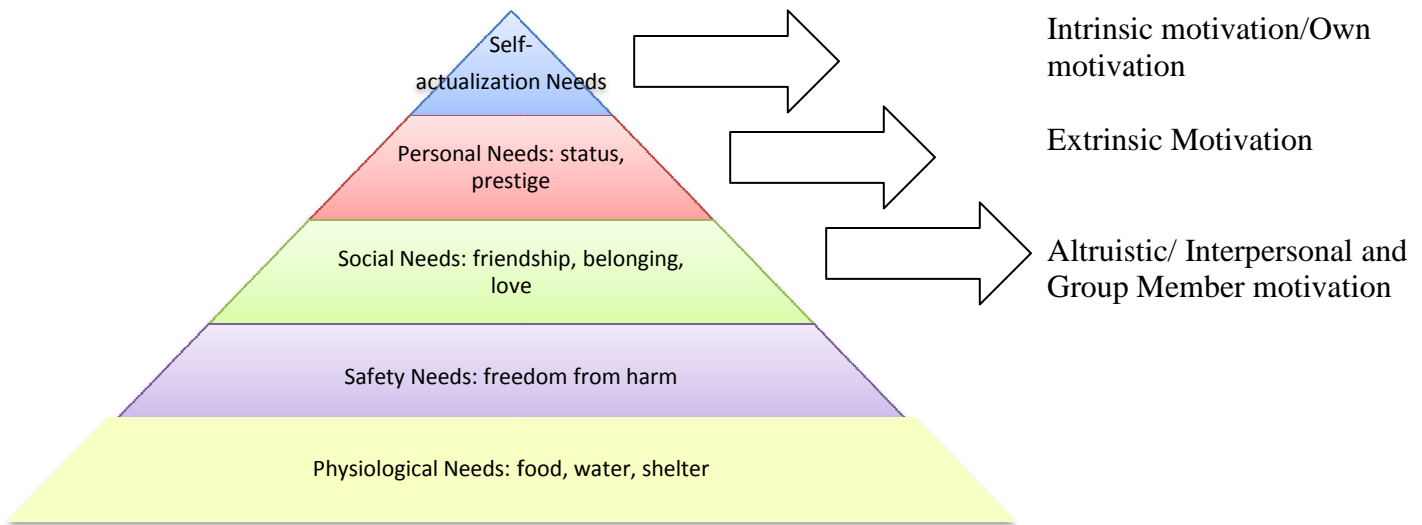 Self-
actualization Needs
Intrinsic motivation/Own
motivation
Personal Needs: status,
prestige
Extrinsic Motivation
Social Needs: friendship, belonging,
love
Altruistic/ Interpersonal and
Group Member motivation
Safety Needs: freedom from harm
Physiological Needs: food, water, shelter